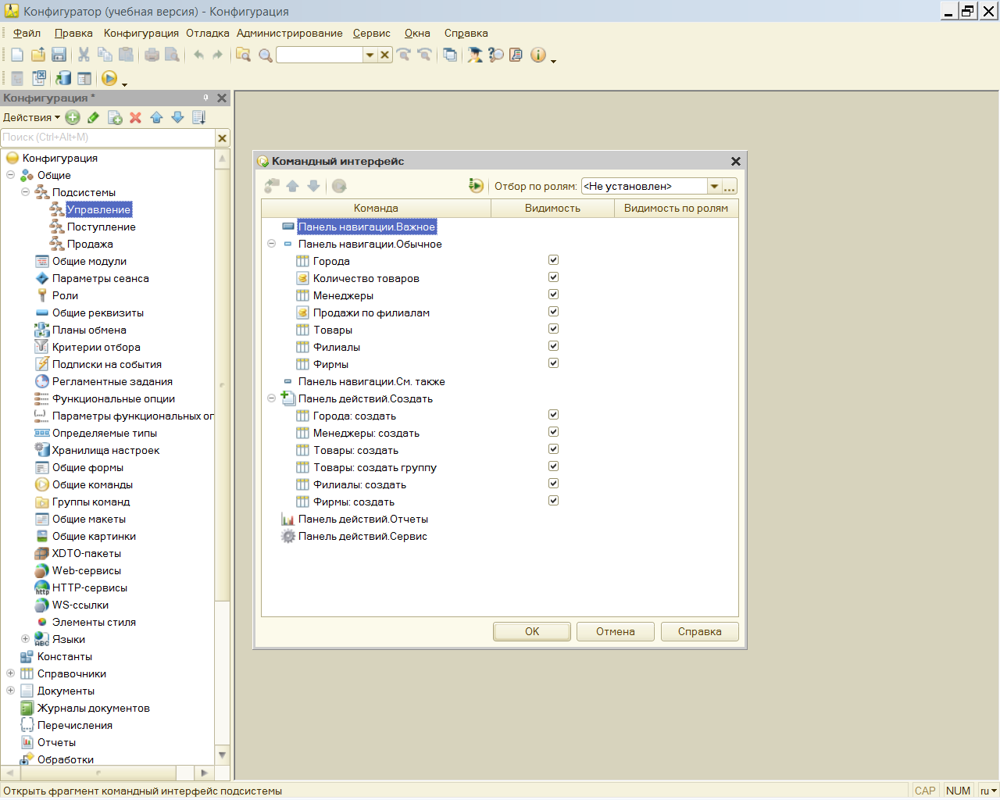 Конфигуратор (учебная версия) - Конфигурация
Файл Правка Конфигурация Отладка Администрирование Сервис Окна Справка
Конфигурация *
Действия
Поиск (Ctrl+Alt+M)
Конфигурация
Общие
Подсистемы
Управление
Поступление
Продажа
Общие модули
Параметры сеанса
Роли
Общие реквизиты
Планы обмена
Критерии отбора
Подписки на события
Регламентные задания
Функциональные опции
Параметры функциональных оп
Определяемые типы
Хранилища настроек
Общие формы
Общие команды
Группы команд
Общие макеты
Общие картинки
XDTO-пакеты
Web-сервисы
HTTP-сервисы
WS-ссылки
Элементы стиля
Языки
Константы
Справочники
Документы
Журналы документов
Перечисления
Отчеты
Обработки
Командный интерфейс
Отбор по ролям: <Не установлен> ...
Команда Видимость Видимость по ролям
Панель навигации.Важное
Панель навигации.Обычное
Города
Количество товаров
Менеджеры
Продажи по филиалам
Товары
Филиалы
Фирмы
Панель навигации.См. также
Панель действий.Создать
Города: создать
Менеджеры: создать
Товары: создать
Товары: создать группу
Филиалы: создать
Фирмы: создать
Панель действий.Отчеты
Панель действий.Сервис
OK Отмена Справка
Открыть фрагмент командный интерфейс подсистемы CAP NUM ru